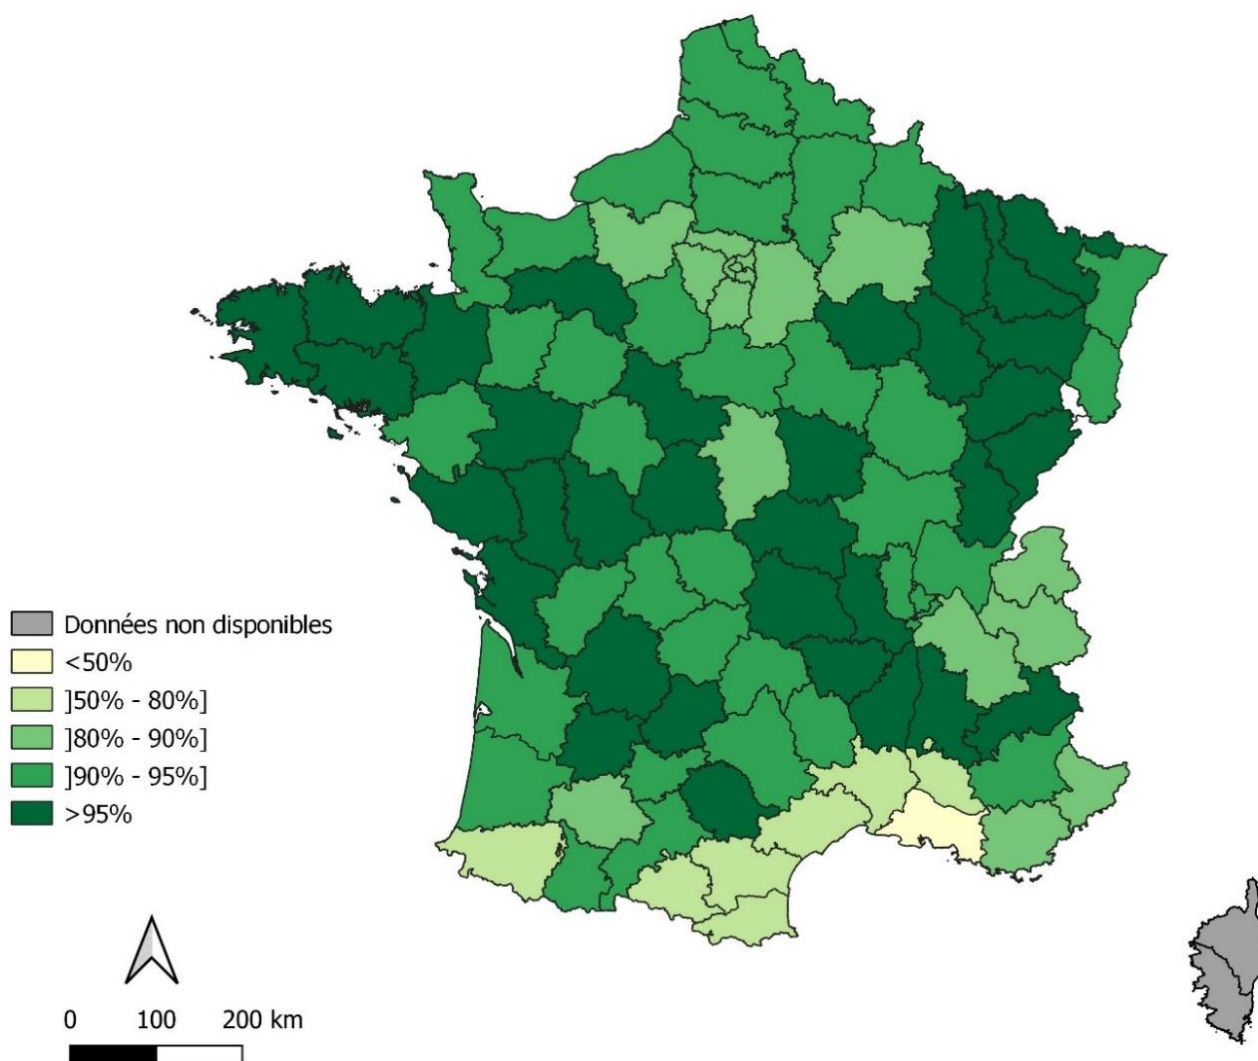 Données non disponibles
<50%
]50% - 80%]
]80% - 90%]
]90% - 95%]
>95%
0 100 200 km